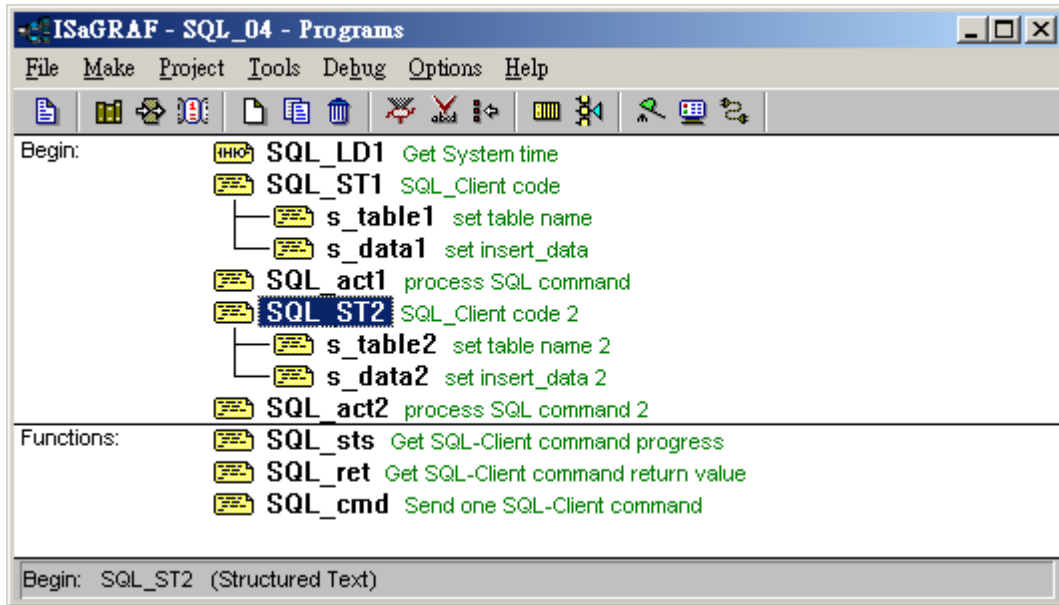 ISaGRAF - SQL_04 - Programs
File Make Project Tools Debug Options Help
Begin: SQL_LD1 Get System time
SQL_ST1 SQL_Client code
s_table1 set table name
s_data1 set insert_data
SQL_act1 process SQL command
SQL_ST2 SQL_Client code 2
s_table2 set table name 2
s_data2 set insert_data 2
SQL_act2 process SQL command 2
Functions: SQL_sts Get SQL-Client command progress
SQL_ret Get SQL-Client command return value
SQL_cmd Send one SQL-Client command
Begin: SQL_ST2 (Structured Text)